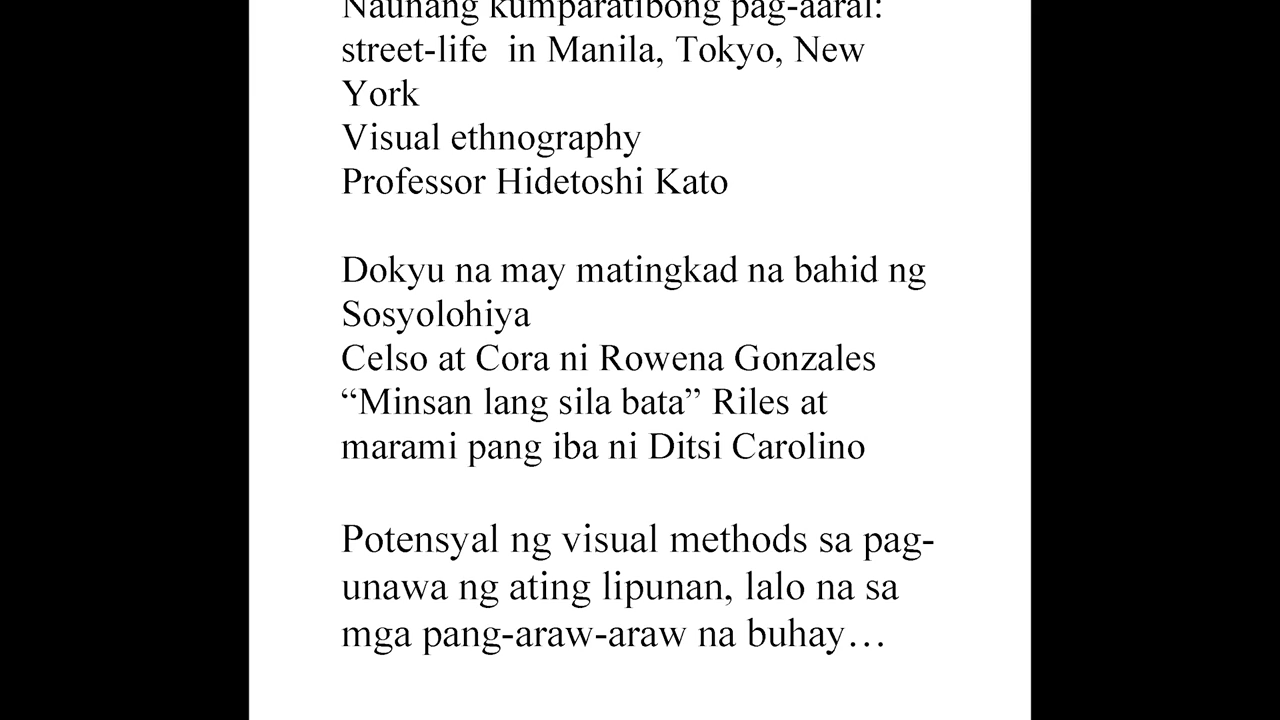 Naunang kumparatibong pag-aaral:
street-life  in Manila, Tokyo, New
York
Visual ethnography
Professor Hidetoshi Kato
Dokyu na may matingkad na bahid ng
Sosyolohiya
Celso at Cora ni Rowena Gonzales
“Minsan lang sila bata” Riles at
marami pang iba ni Ditsi Carolino
Potensyal ng visual methods sa pag-
unawa ng ating lipunan, lalo na sa
mga pang-araw-araw na buhay…